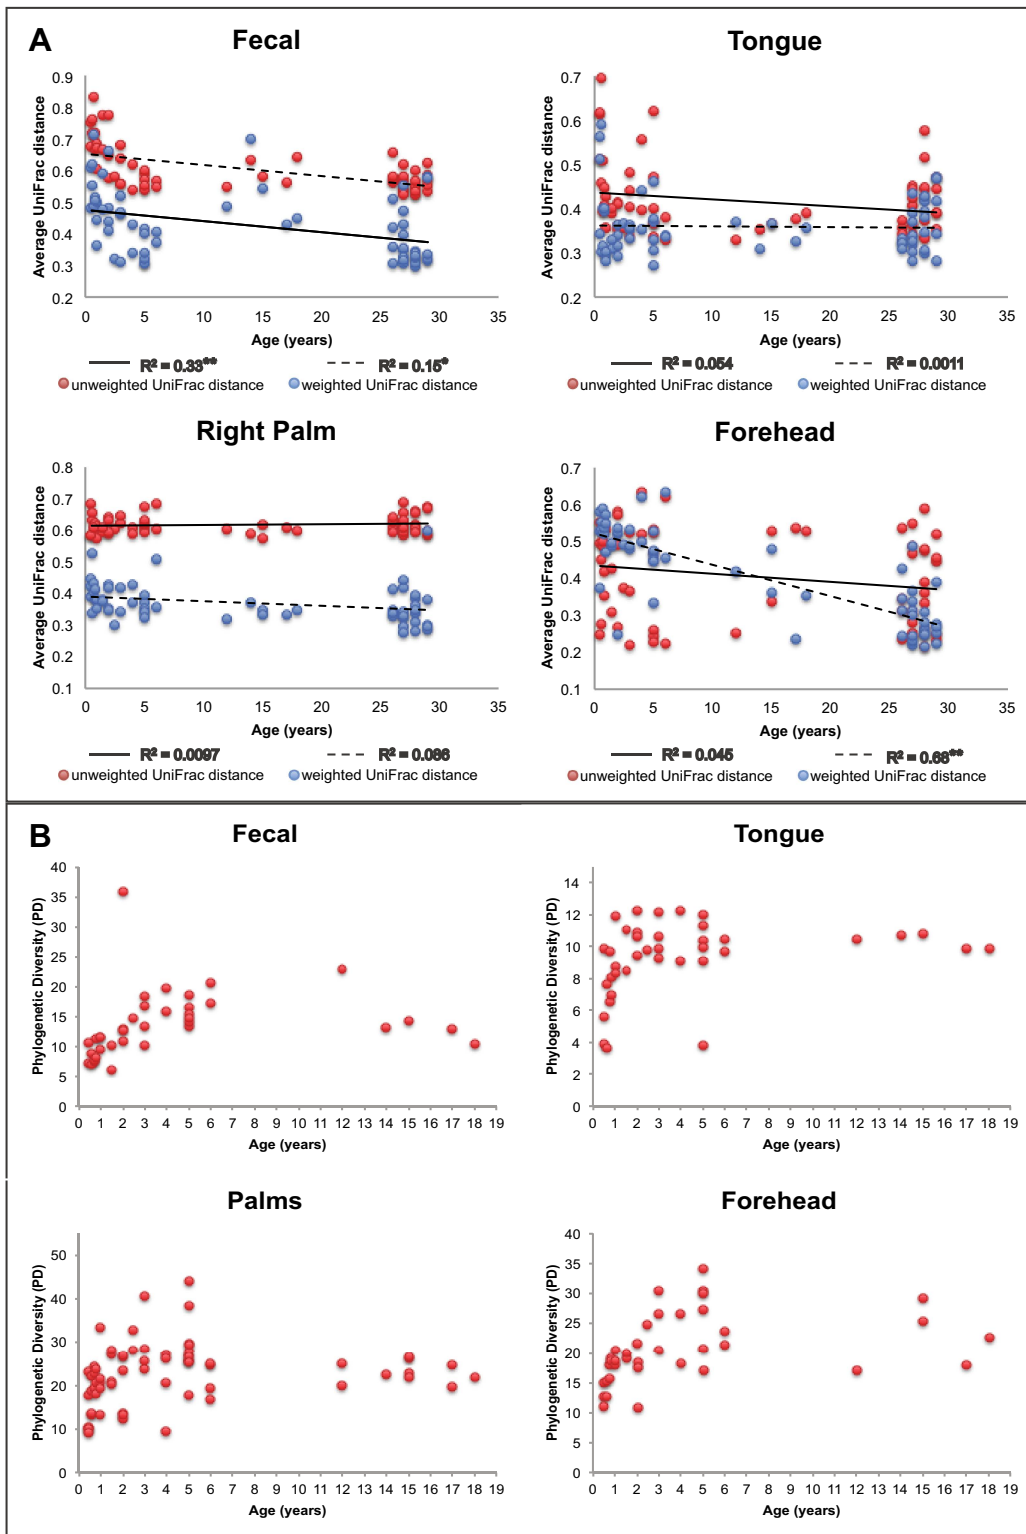 A
Fecal
Tongue
Average UniFrac distance
0.9
0.8
0.7
0.6
0.5
0.4
0.3
0.2
0 5 10 15 20 25 30 35
Age (years)
R² = 0.33** R² = 0.15*
unweighted UniFrac distance weighted UniFrac distance
Average UniFrac distance
0.7
0.6
0.5
0.4
0.3
0.2
0 5 10 15 20 25 30 35
Age (years)
R² = 0.054 R² = 0.0011
unweighted UniFrac distance weighted UniFrac distance
Right Palm
Forehead
Average UniFrac distance
0.8
0.7
0.6
0.5
0.4
0.3
0.2
0.1
0 5 10 15 20 25 30 35
Age (years)
R² = 0.0097 R² = 0.086
unweighted UniFrac distance weighted UniFrac distance
Average UniFrac distance
0.7
0.6
0.5
0.4
0.3
0.2
0.1
0 5 10 15 20 25 30 35
Age (years)
R² = 0.045 R² = 0.68**
unweighted UniFrac distance weighted UniFrac distance
B
Fecal
Tongue
Phylogenetic Diversity (PD)
40
35
30
25
20
15
10
5
0
0 1 2 3 4 5 6 7 8 9 10 11 12 13 14 15 16 17 18 19
Age (years)
Phylogenetic Diversity (PD)
14
12
10
8
6
4
2
0
0 1 2 3 4 5 6 7 8 9 10 11 12 13 14 15 16 17 18 19
Age (years)
Palms
Forehead
Phylogenetic Diversity (PD)
50
40
30
20
10
0
0 1 2 3 4 5 6 7 8 9 10 11 12 13 14 15 16 17 18 19
Age (years)
Phylogenetic Diversity (PD)
40
35
30
25
20
15
10
5
0
0 1 2 3 4 5 6 7 8 9 10 11 12 13 14 15 16 17 18 19
Age (years)